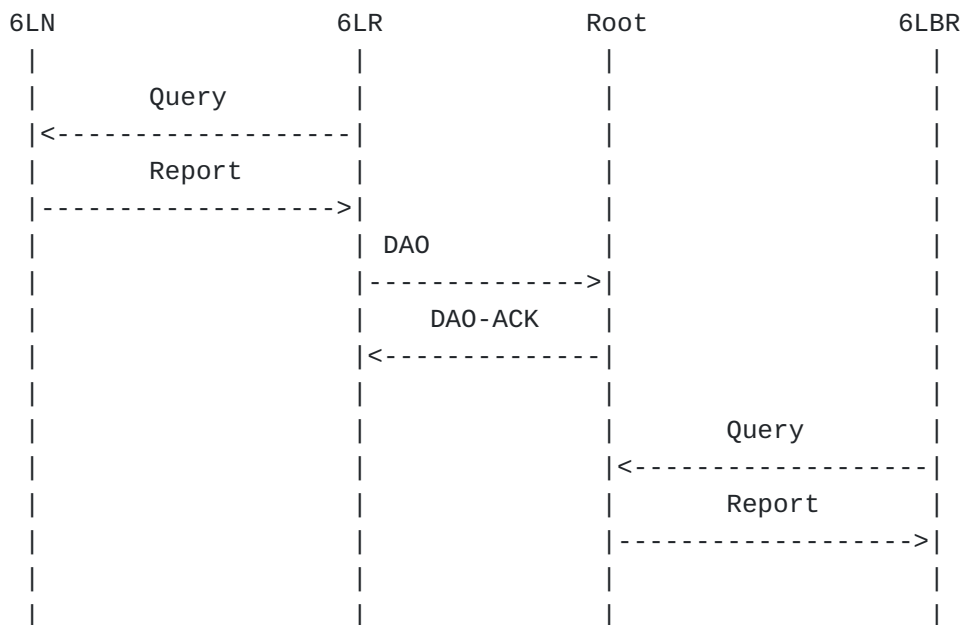 6LN 6LR Root 6LBR
Query
Report
DAO
DAO-ACK
Query
Report